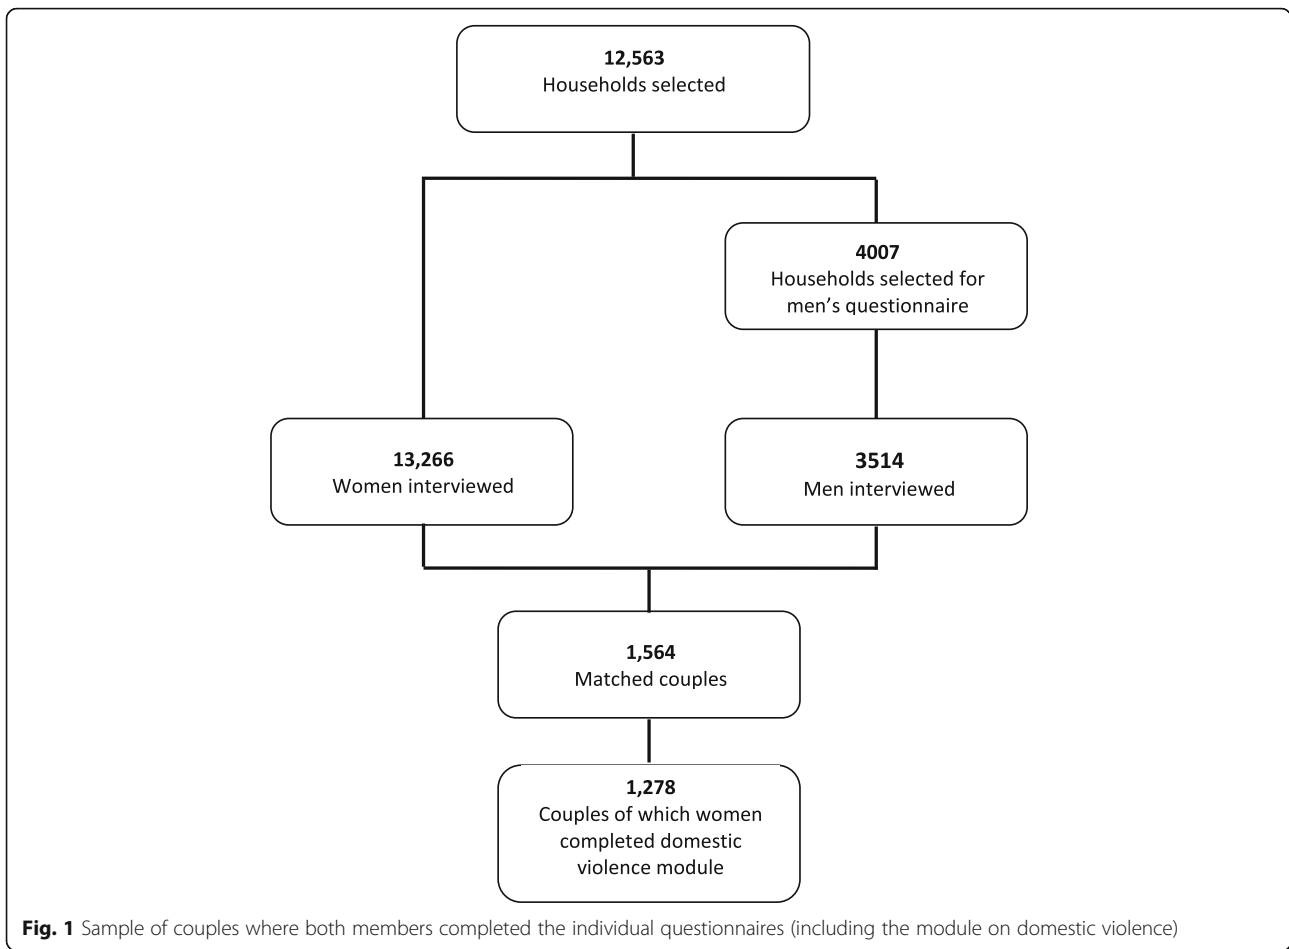 12,563
Households selected
4007
Households selected for
men’s questionnaire
13,266
Women interviewed
3514
Men interviewed
1,564
Matched couples
1,278
Couples of which women
completed domestic
violence module
Fig. 1 Sample of couples where both members completed the individual questionnaires (including the module on domestic violence)